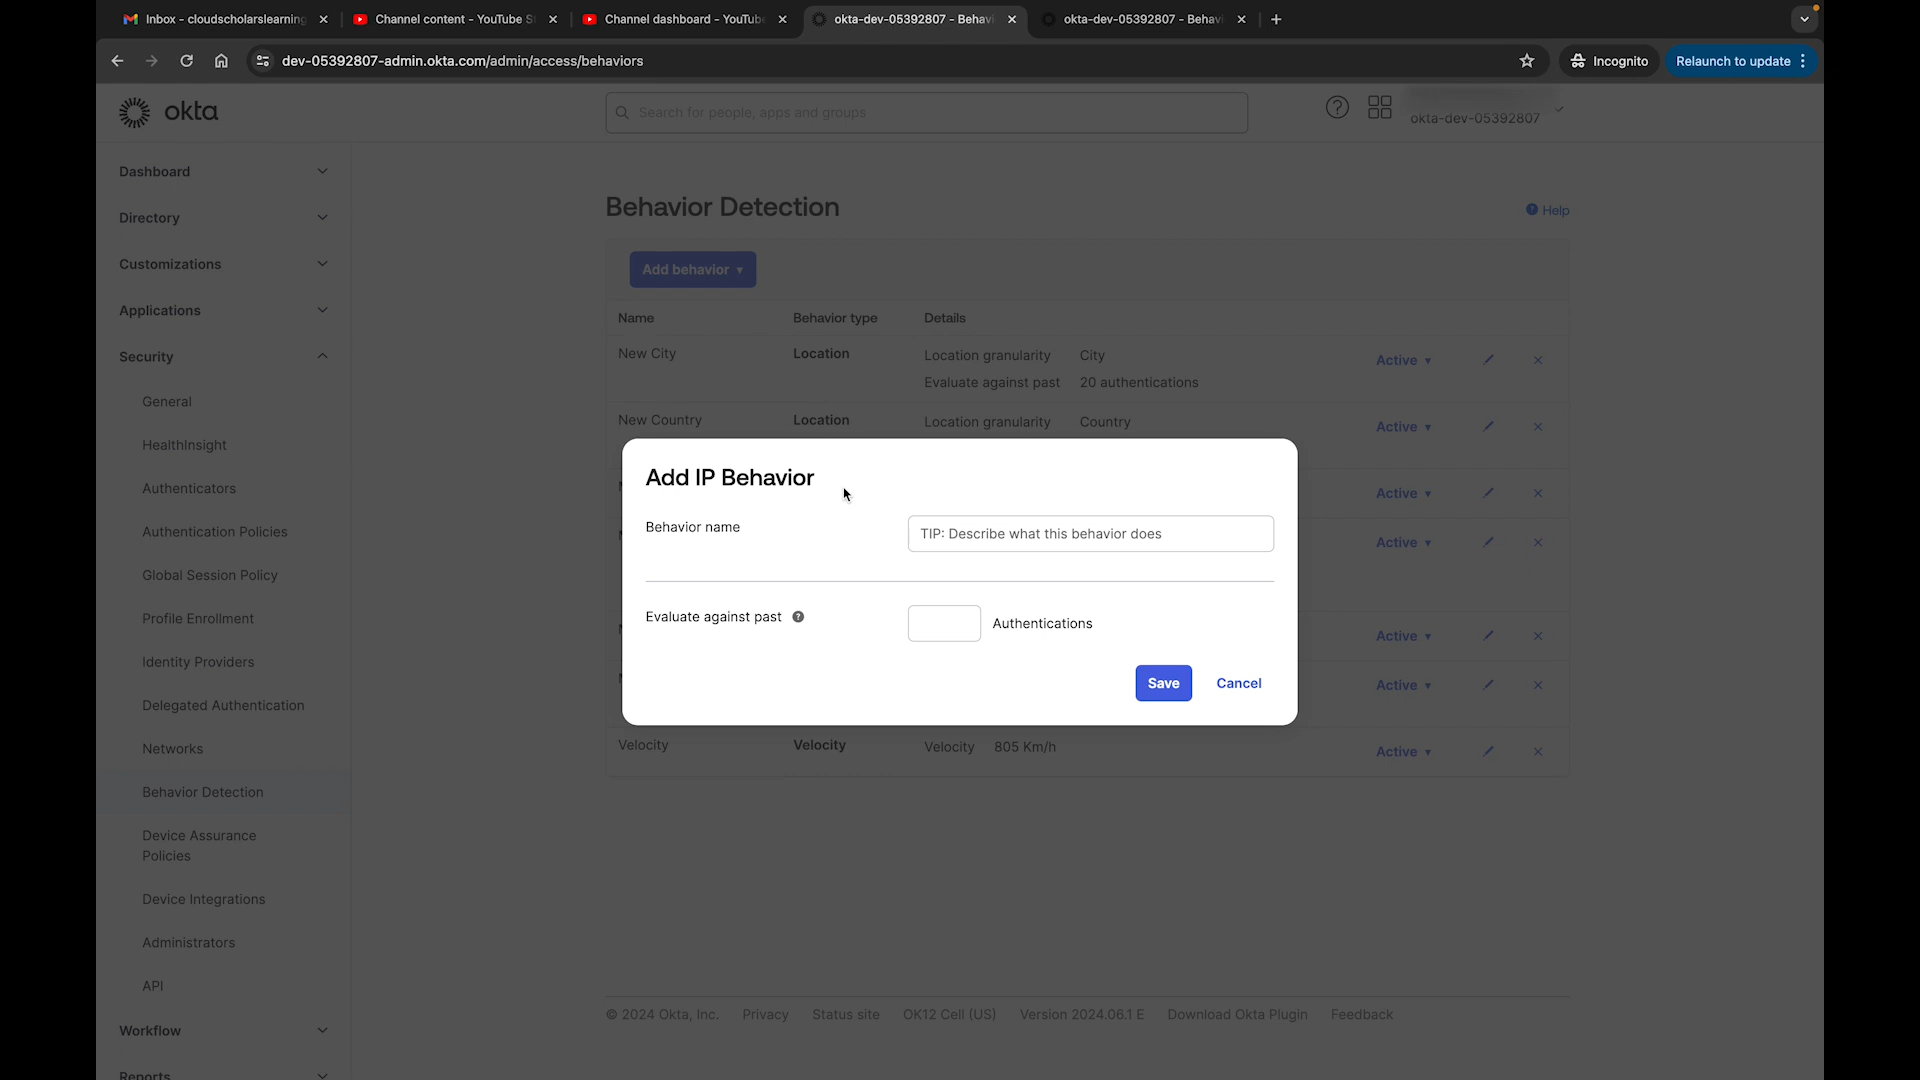 Inbox - cloudscholarslearning
Channel content - YouTube S
Channel dashboard - YouTub
okta-dev-05392807 - Behavi
okta-dev-05392807 - Behavi
dev-05392807-admin.okta.com/admin/access/behaviors
Incognito
Relaunch to update
okta
Search for people, apps and groups
okta-dev-05392807
Dashboard
Directory
Customizations
Applications
Security
General
HealthInsight
Authenticators
Authentication Policies
Global Session Policy
Profile Enrollment
Identity Providers
Delegated Authentication
Networks
Behavior Detection
Device Assurance
Policies
Device Integrations
Administrators
API
Workflow
Reports
Behavior Detection
Help
Add behavior
Name Behavior type Details
New City Location Location granularity City Active
Evaluate against past 20 authentications
New Country Location Location granularity Country Active
Active
Active
Active
Active
Velocity Velocity Velocity 805 Km/h Active
Add IP Behavior
Behavior name TIP: Describe what this behavior does
Evaluate against past ? Authentications
Save Cancel
© 2024 Okta, Inc. Privacy Status site OK12 Cell (US) Version 2024.06.1 E Download Okta Plugin Feedback